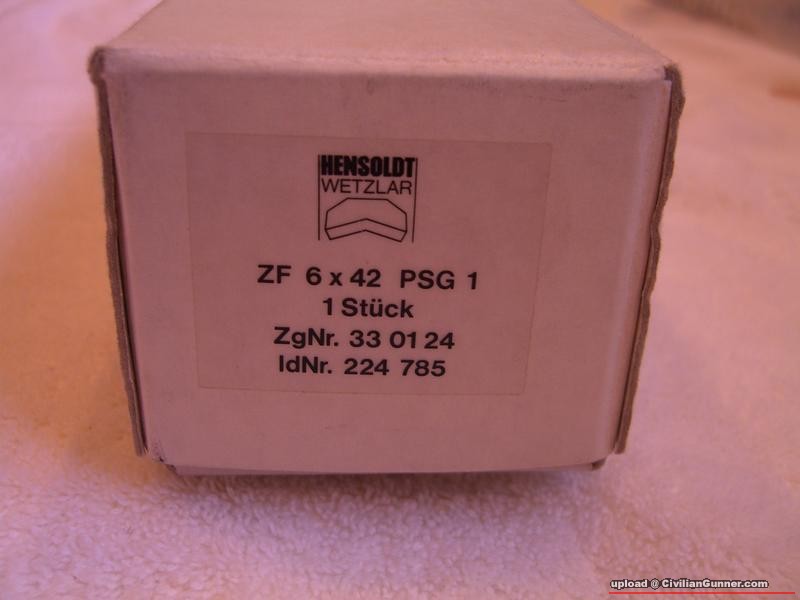 HENSOLDT
WETZLAR
ZF 6 x 42 PSG 1
1 Stück
ZgNr. 33 01 24
IdNr. 224 785
upload @ CivilianGunner.com